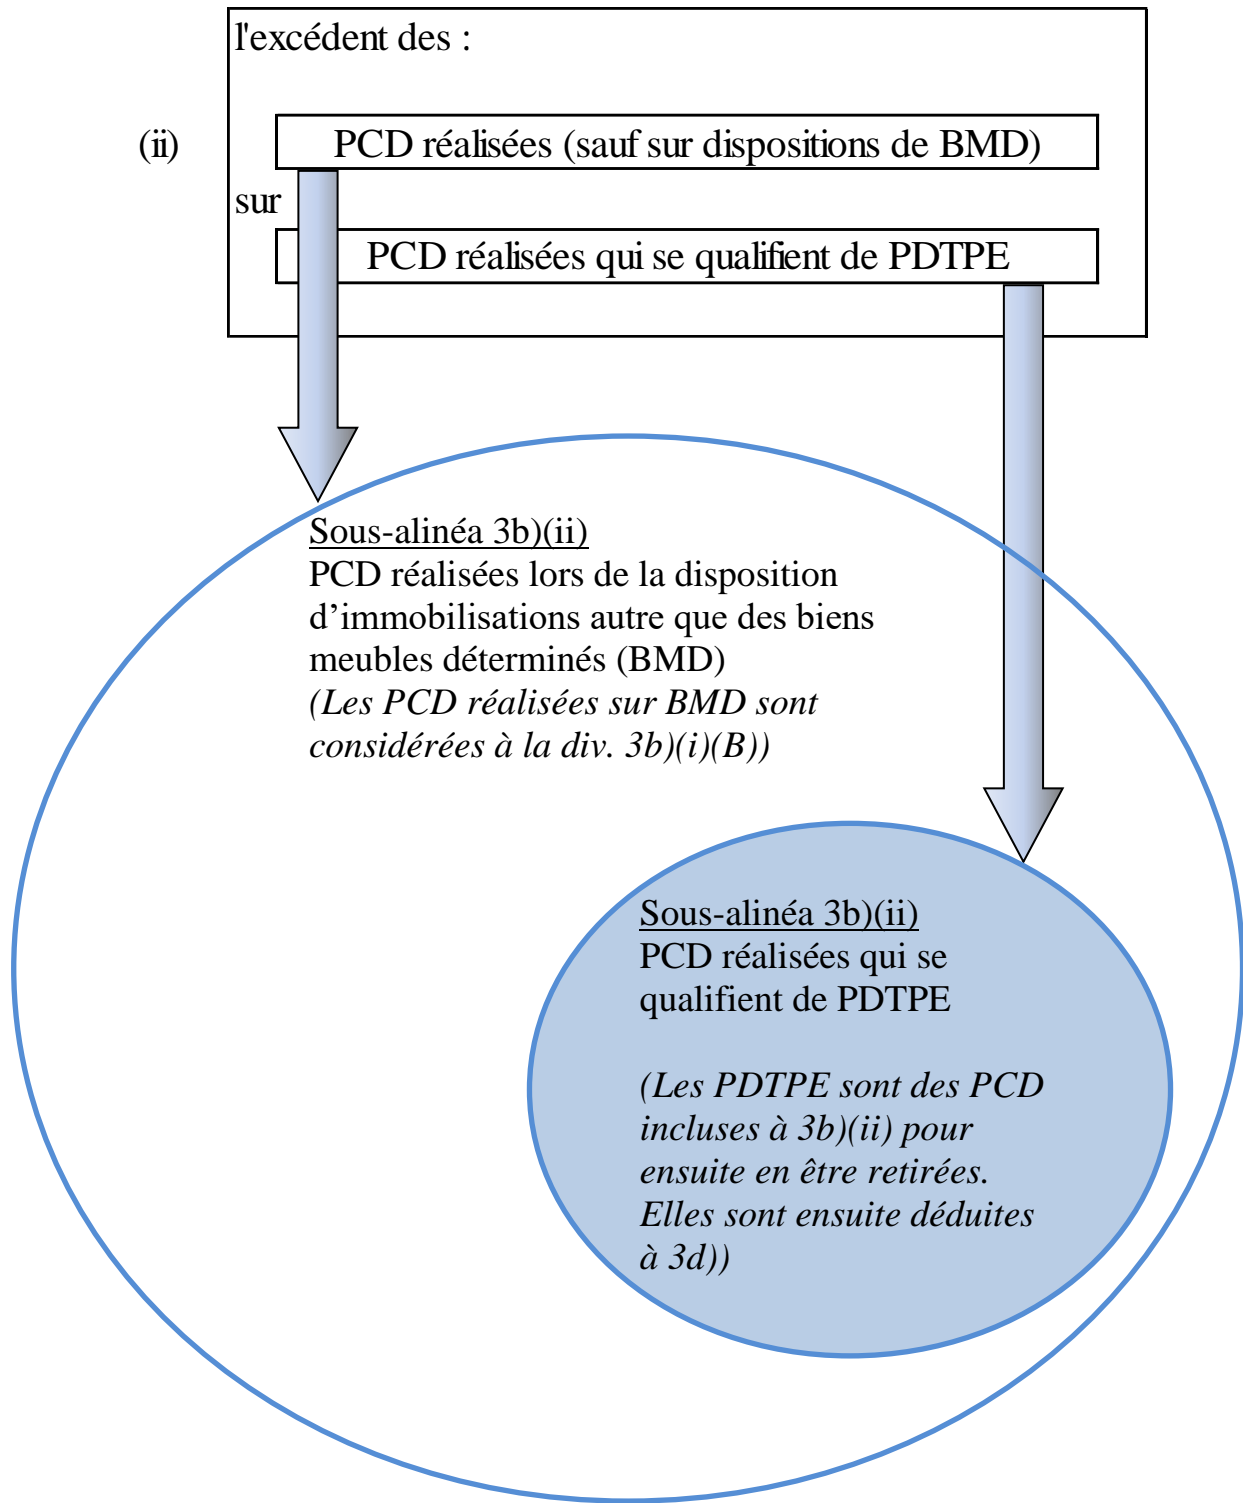 l'excédent des :
(ii) PCD réalisées (sauf sur dispositions de BMD)
sur
PCD réalisées qui se qualifient de PDTPE
Sous-alinéa 3b)(ii)
PCD réalisées lors de la disposition
d’immobilisations autre que des biens
meubles déterminés (BMD)
(Les PCD réalisées sur BMD sont
considérées à la div. 3b)(i)(B))
Sous-alinéa 3b)(ii)
PCD réalisées qui se
qualifient de PDTPE
(Les PDTPE sont des PCD
incluses à 3b)(ii) pour
ensuite en être retirées.
Elles sont ensuite déduites
à 3d))